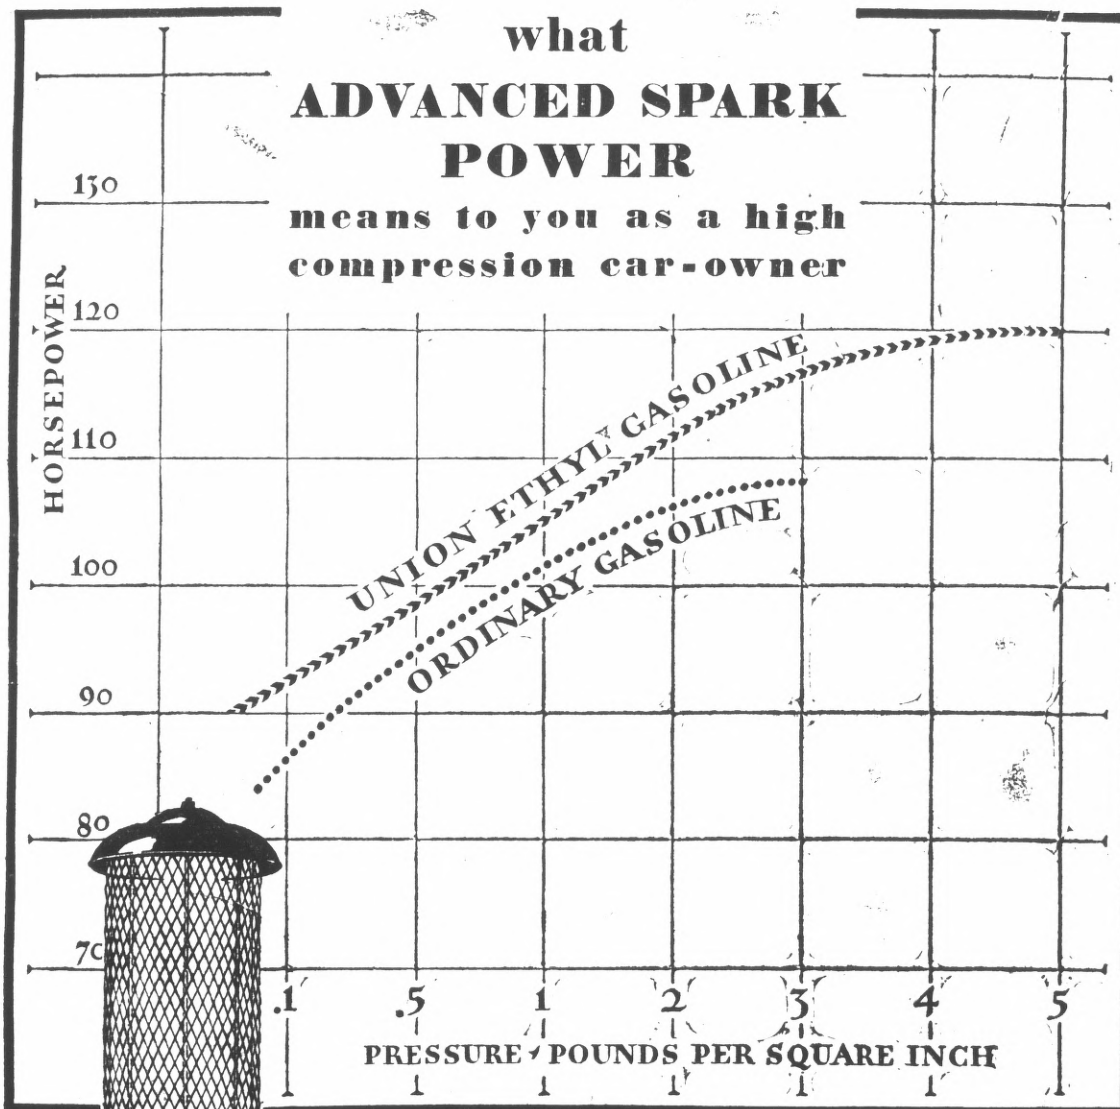 what
ADVANCED SPARK
POWER
means to you as a high
compression car-owner
HORSEPOWER
130
120
110
100
90
80
70
UNION ETHYL GASOLINE
ORDINARY GASOLINE
.1 .5 1 2 3 4 5
PRESSURE POUNDS PER SQUARE INCH